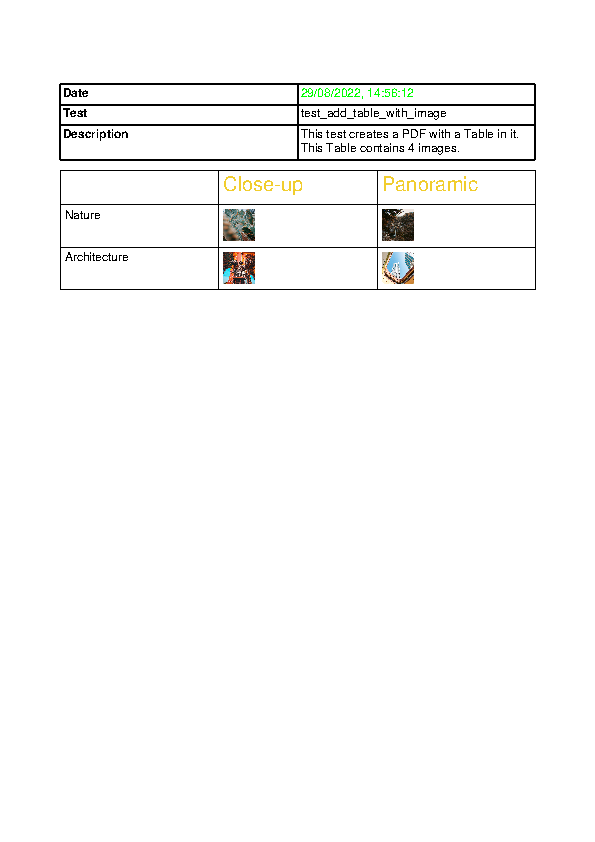 Date 29/08/2022, 14:56:12
Test test_add_table_with_image
Description This test creates a PDF with a Table in it.
This Table contains 4 images.
Close-up Panoramic
Nature
Architecture